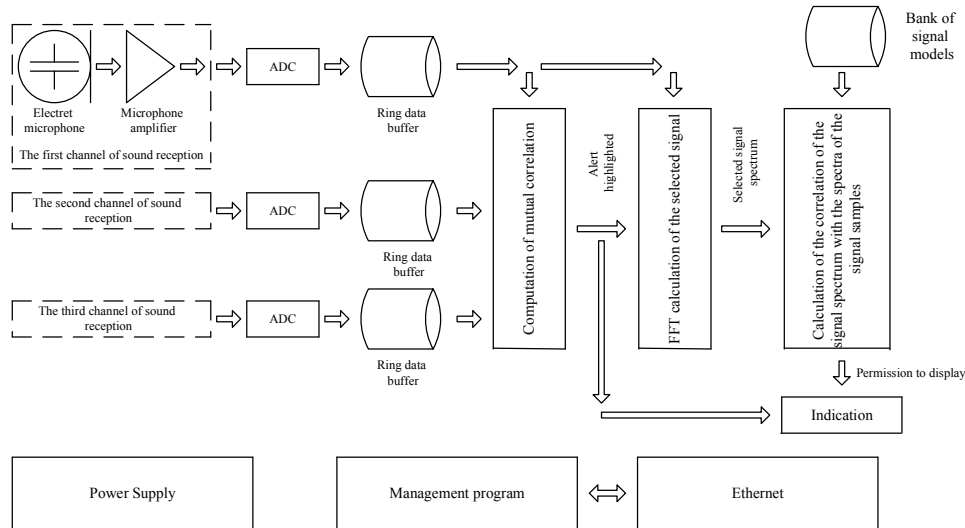 Bank of
signal
models
ADC
Electret
microphone
Microphone
amplifier
The first channel of sound reception
Ring data
buffer
The second channel of sound
reception
ADC
Ring data
buffer
The third channel of sound
reception
ADC
Ring data
buffer
Computation of mutual correlation
Alert
highlighted
FFT calculation of the selected signal
Selected signal
spectrum
Calculation of the correlation of the
signal spectrum with the spectra of the
signal samples
Permission to display
Indication
Power Supply
Management program
Ethernet